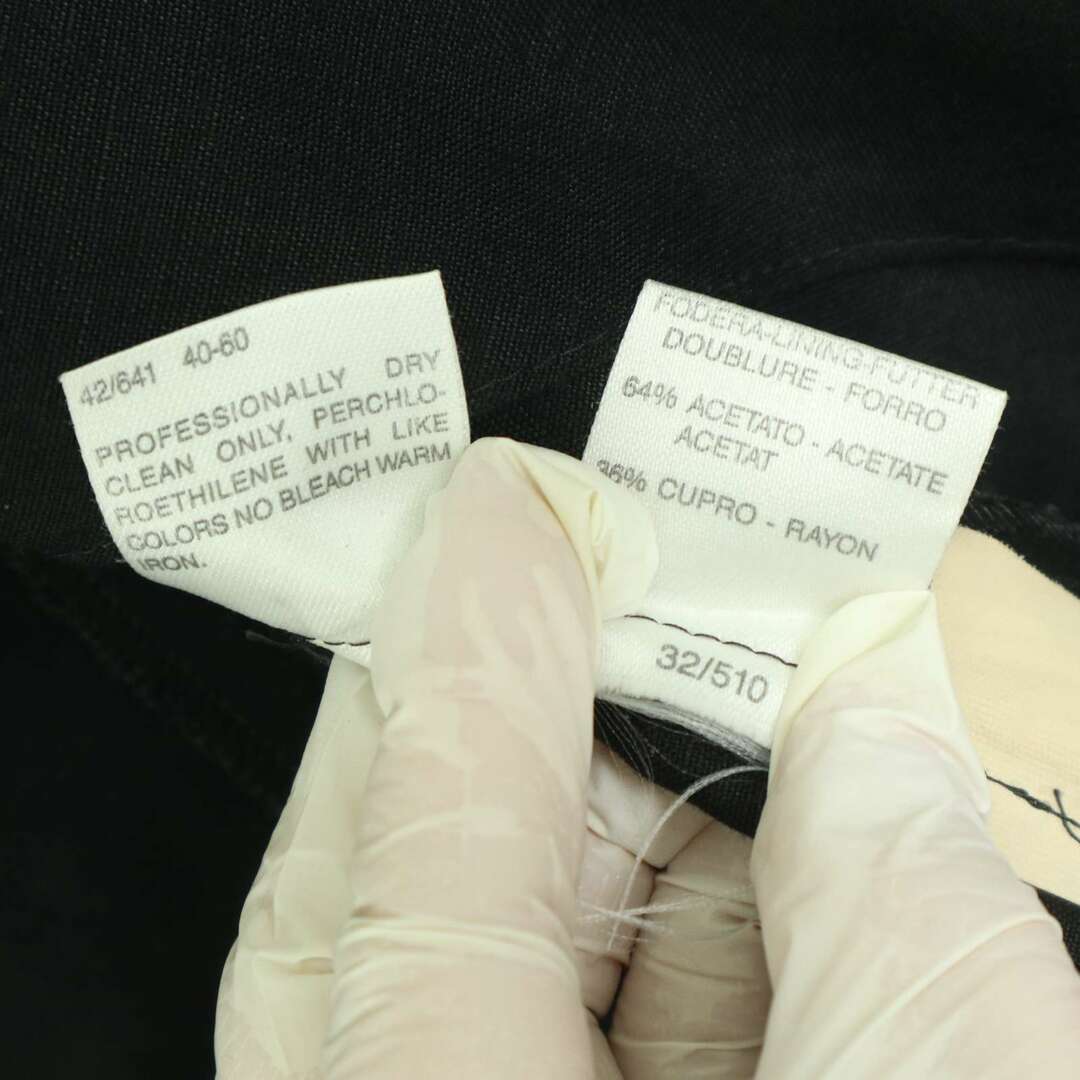 42/641 40-60
PROFESSIONALLY DRY
CLEAN ONLY, PERCHLO-
ROETHILENE WITH LIKE
COLORS NO BLEACH WARM
IRON.
FODERA-LINING-FUTTER
DOUBLURE - FORRO
64% ACETATO - ACETATE
ACETAT
36% CUPRO - RAYON
32/510